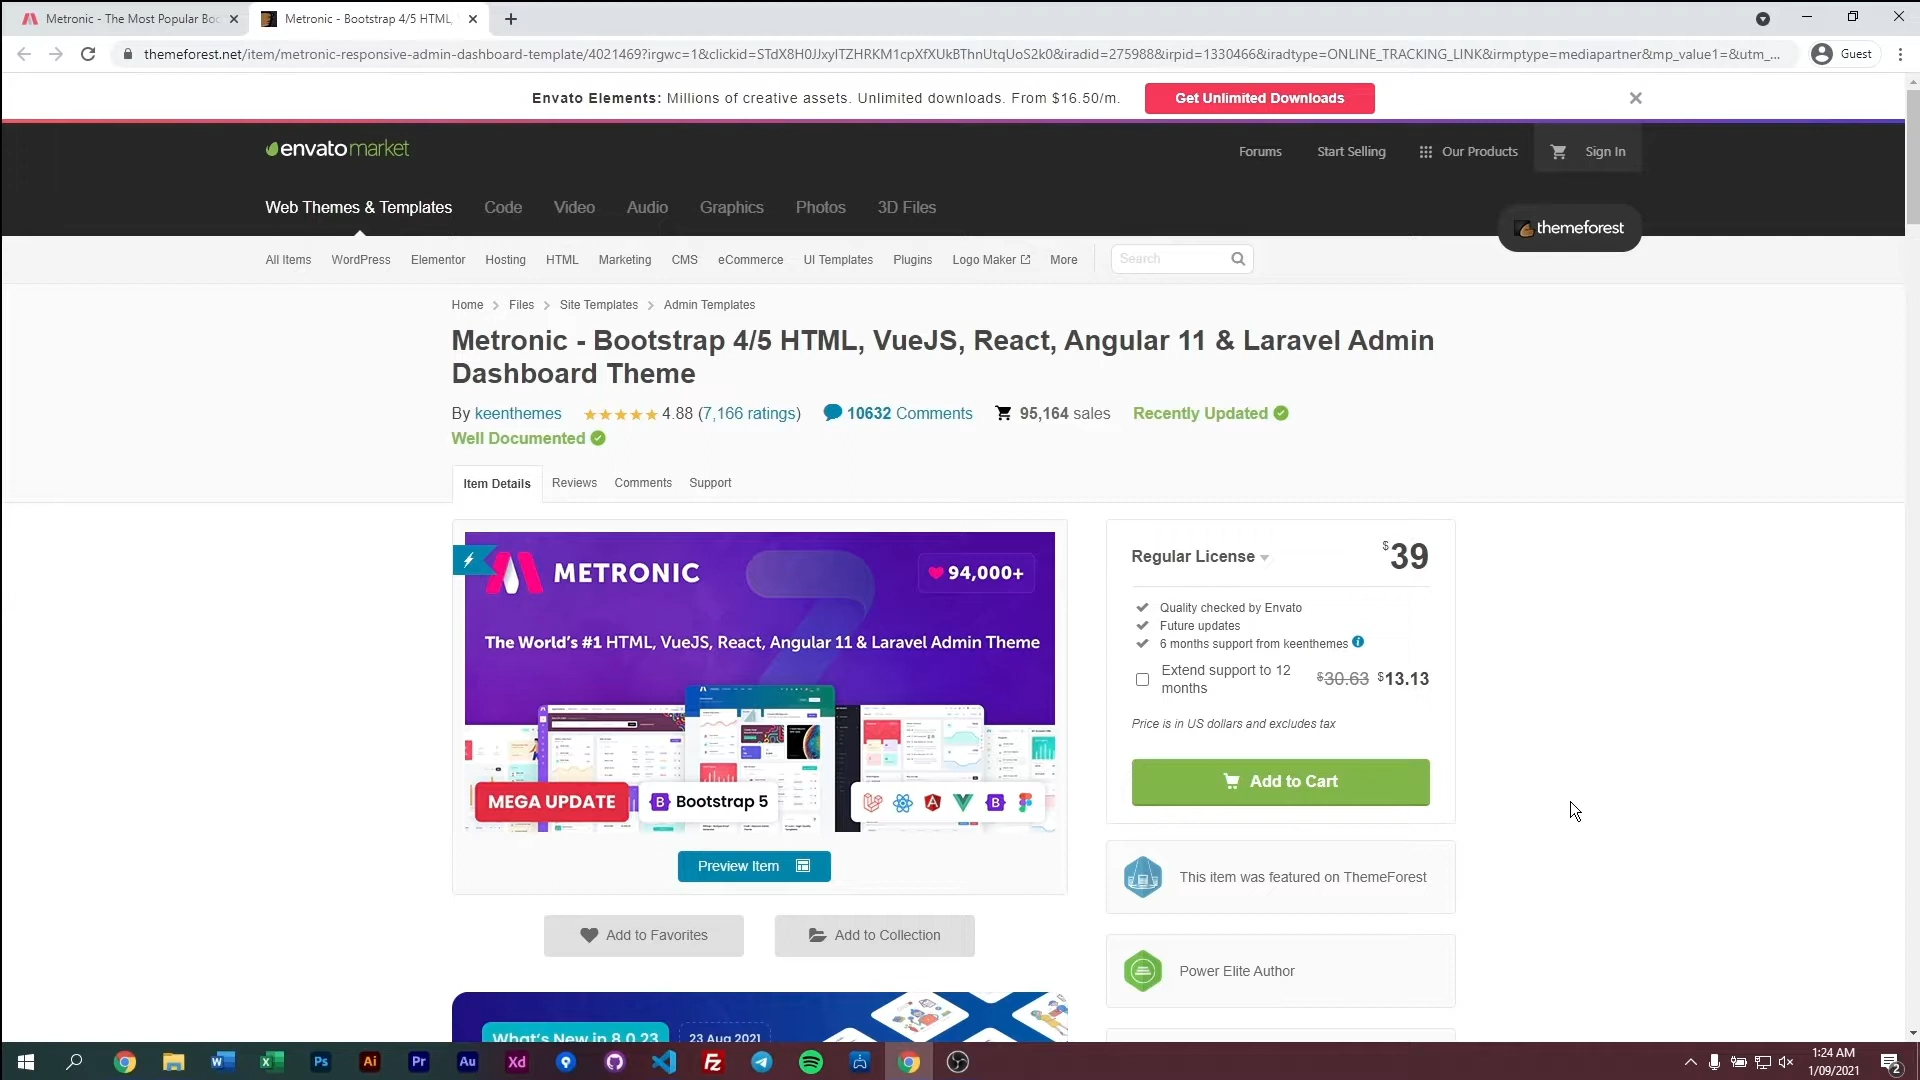 Metronic - The Most Popular Boo
Metronic - Bootstrap 4/5 HTML,
themeforest.net/item/metronic-responsive-admin-dashboard-template/4021469?irgwc=1&clickid=STdX8H0JJxyITZHRKM1cpXfXUkBThnUtqUoS2k0&iradid=275988&irpid=1330466&iradtype=ONLINE_TRACKING_LINK&irmptype=mediapartner&mp_value1=&utm_...
Guest
Envato Elements: Millions of creative assets. Unlimited downloads. From $16.50/m.
Get Unlimited Downloads
envatomarket
Forums
Start Selling
Our Products
Sign In
Web Themes & Templates
Code
Video
Audio
Graphics
Photos
3D Files
themeforest
All Items
WordPress
Elementor
Hosting
HTML
Marketing
CMS
eCommerce
UI Templates
Plugins
Logo Maker
More
Search
Home
Files
Site Templates
Admin Templates
Metronic - Bootstrap 4/5 HTML, VueJS, React, Angular 11 & Laravel Admin
Dashboard Theme
By keenthemes
4.88 (7,166 ratings)
10632 Comments
95,164 sales
Recently Updated
Well Documented
Item Details
Reviews
Comments
Support
METRONIC
94,000+
The World's #1 HTML, VueJS, React, Angular 11 & Laravel Admin Theme
MEGA UPDATE
B Bootstrap 5
B
Preview Item
Add to Favorites
Add to Collection
What's New in 8.0.23
23 Aug 2021
Regular License
$39
Quality checked by Envato
Future updates
6 months support from keenthemes
Extend support to 12
months
$30.63 $13.13
Price is in US dollars and excludes tax
Add to Cart
This item was featured on ThemeForest
Power Elite Author
Ps
Ai
Pr
Au
Xd
1:24 AM
1/09/2021
2